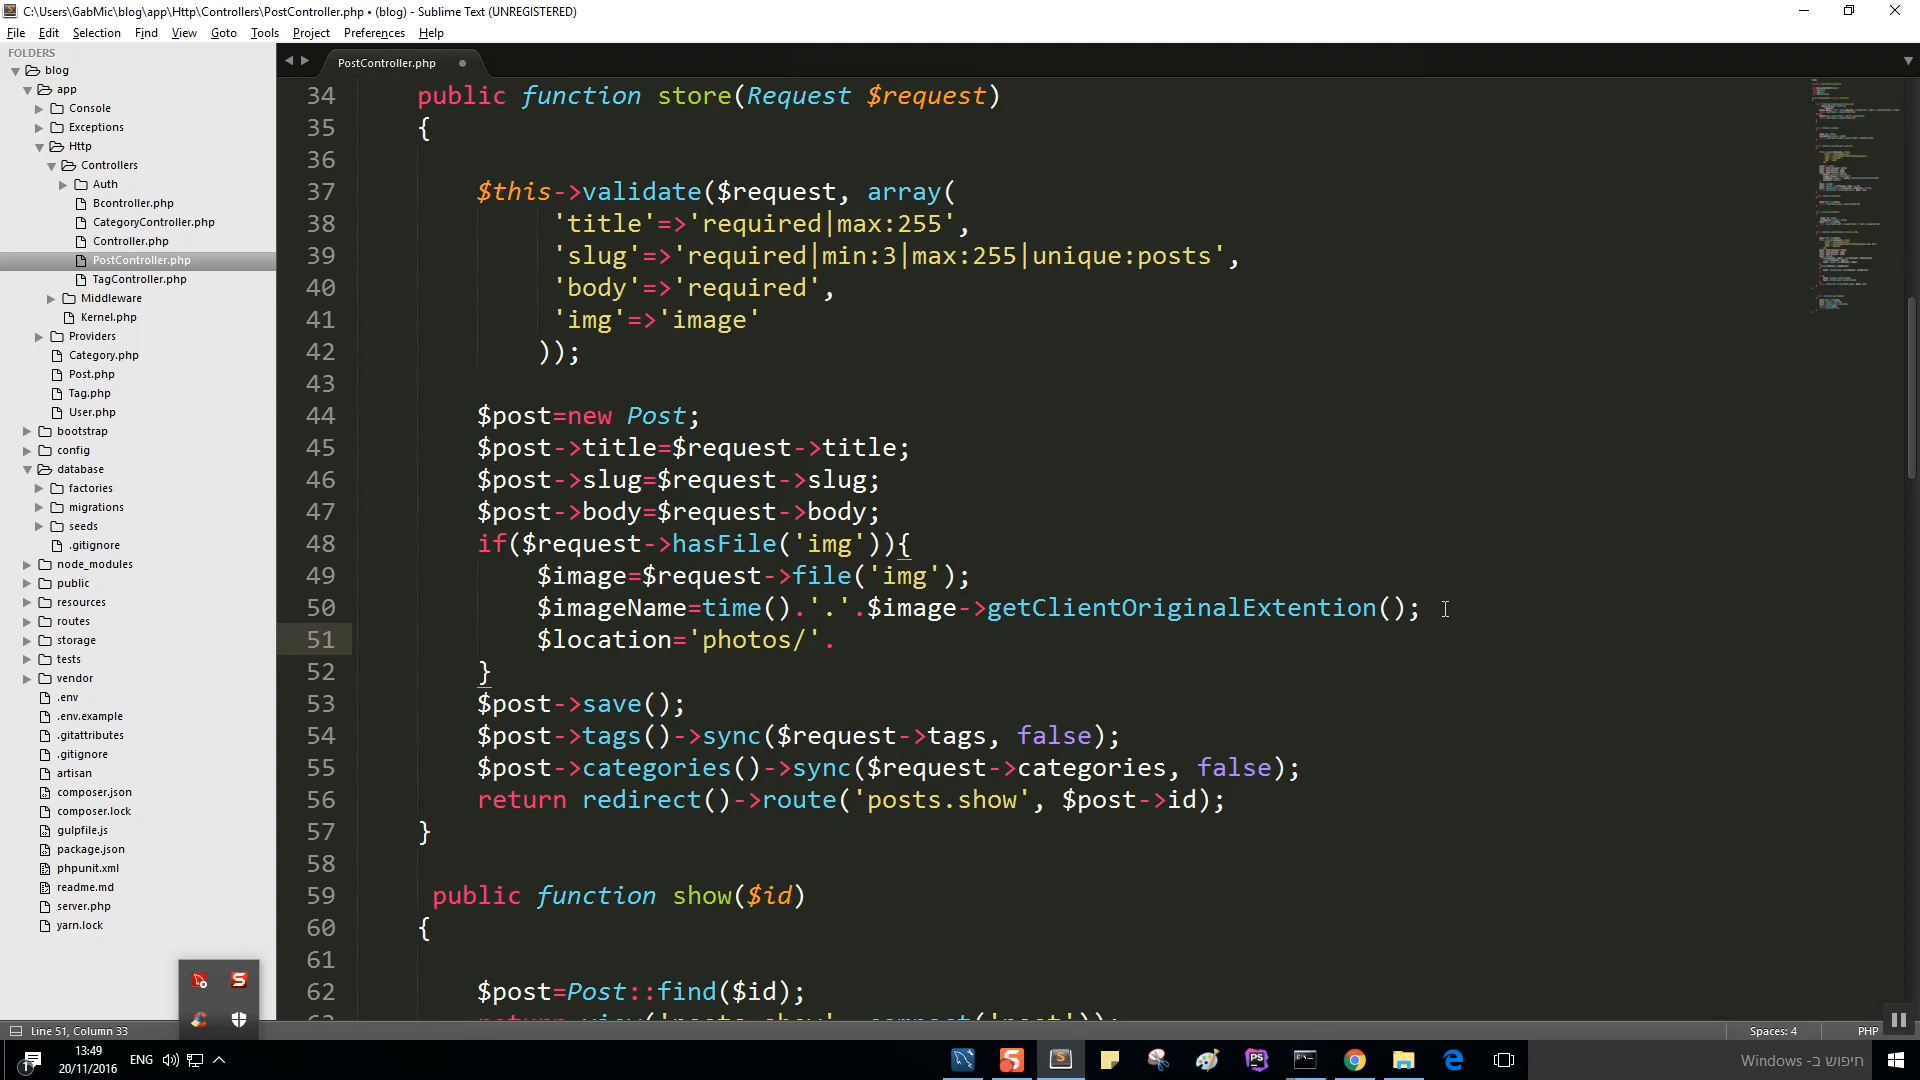 C:\Users\GabMic\blog\app\Http\Controllers\PostController.php • (blog) - Sublime Text (UNREGISTERED)
File Edit Selection Find View Goto Tools Project Preferences Help
FOLDERS
blog
app
Console
Exceptions
Http
Controllers
Auth
Bcontroller.php
CategoryController.php
Controller.php
PostController.php
TagController.php
Middleware
Kernel.php
Providers
Category.php
Post.php
Tag.php
User.php
bootstrap
config
database
factories
migrations
seeds
.gitignore
node_modules
public
resources
routes
storage
tests
vendor
.env
.env.example
.gitattributes
.gitignore
artisan
composer.json
composer.lock
gulpfile.js
package.json
phpunit.xml
readme.md
server.php
yarn.lock
PostController.php
34 public function store(Request $request)
35 {
36
37 $this->validate($request, array(
38 'title'=>'required|max:255',
39 'slug'=>'required|min:3|max:255|unique:posts',
40 'body'=>'required',
41 'img'=>'image'
42 ));
43
44 $post=new Post;
45 $post->title=$request->title;
46 $post->slug=$request->slug;
47 $post->body=$request->body;
48 if($request->hasFile('img')){
49 $image=$request->file('img');
50 $imageName=time().'.'.$image->getClientOriginalExtention();
51 $location='photos/'.
52 }
53 $post->save();
54 $post->tags()->sync($request->tags, false);
55 $post->categories()->sync($request->categories, false);
56 return redirect()->route('posts.show', $post->id);
57 }
58
59 public function show($id)
60 {
61
62 $post=Post::find($id);
Line 51, Column 33
Spaces: 4 PHP
13:49
20/11/2016
ENG
חיפוש ב- Windows